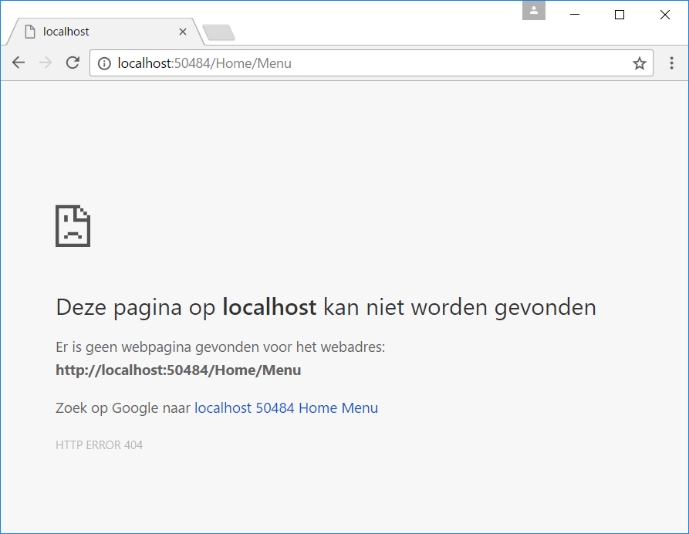 localhost
localhost:50484/Home/Menu
Deze pagina op localhost kan niet worden gevonden
Er is geen webpagina gevonden voor het webadres:
http://localhost:50484/Home/Menu
Zoek op Google naar localhost 50484 Home Menu
HTTP ERROR 404